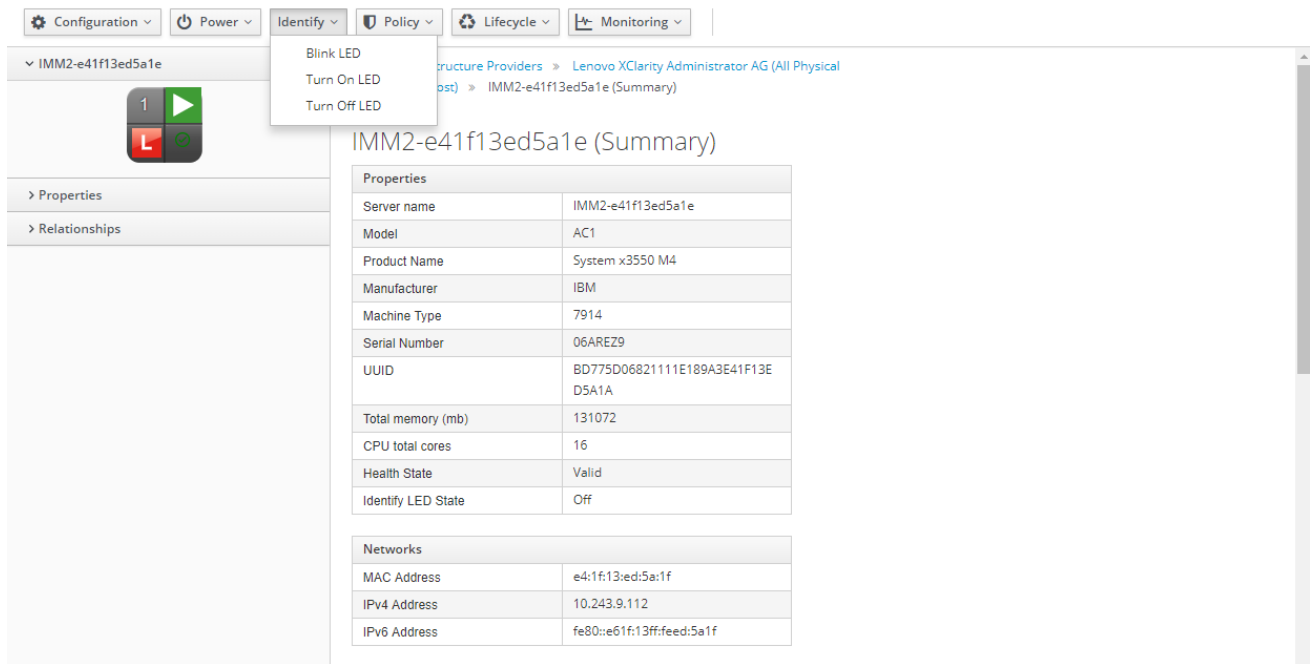 Configuration Power Identify Policy Lifecycle Monitoring
Blink LED
Turn On LED
Turn Off LED
IMM2-e41f13ed5a1e
1
L
Properties
Relationships
ructure Providers » Lenovo XClarity Administrator AG (All Physical
ost) » IMM2-e41f13ed5a1e (Summary)
IMM2-e41f13ed5a1e (Summary)
Properties
Server name IMM2-e41f13ed5a1e
Model AC1
Product Name System x3550 M4
Manufacturer IBM
Machine Type 7914
Serial Number 06AREZ9
UUID BD775D06821111E189A3E41F13E
D5A1A
Total memory (mb) 131072
CPU total cores 16
Health State Valid
Identify LED State Off
Networks
MAC Address e4:1f:13:ed:5a:1f
IPv4 Address 10.243.9.112
IPv6 Address fe80::e61f:13ff:feed:5a1f